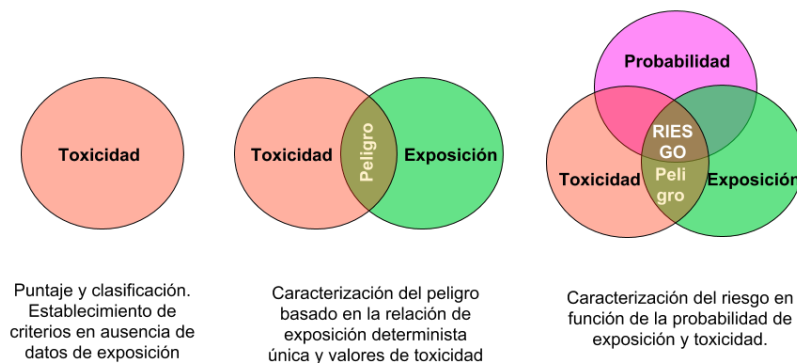 Toxicidad
Puntaje y clasificación.
Establecimiento de
criterios en ausencia de
datos de exposición
Toxicidad
Peligro
Exposición
Caracterización del peligro
basado en la relación de
exposición determinista
única y valores de toxicidad
Probabilidad
RIES
GO
Toxicidad
Peli
gro
Exposición
Caracterización del riesgo en
función de la probabilidad de
exposición y toxicidad.